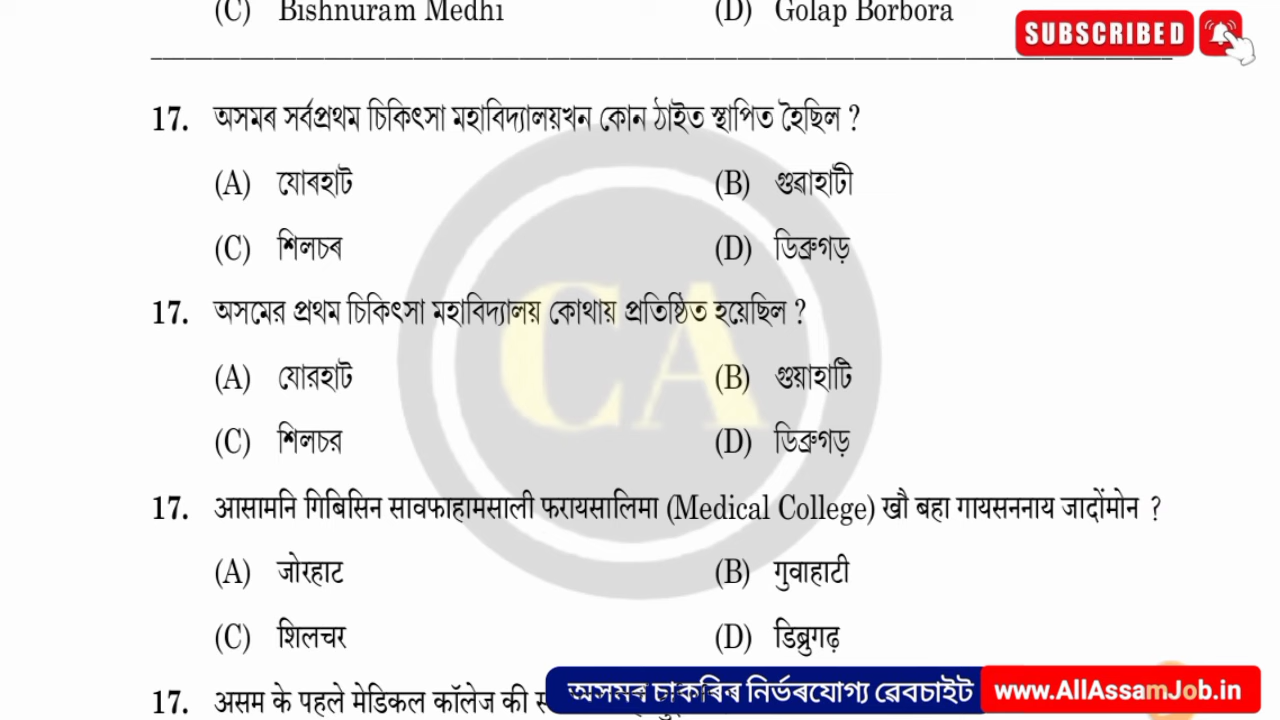 (C) Bishnuram Medhi (D) Golap Borbora
SUBSCRIBED
17. অসমৰ সৰ্বপ্ৰথম চিকিৎসা মহাবিদ্যালয়খন কোন ঠাইত স্থাপিত হৈছিল ?
(A) যোৰহাট (B) গুৱাহাটী
(C) শিলচৰ (D) ডিব্ৰুগড়
17. অসমের প্রথম চিকিৎসা মহাবিদ্যালয় কোথায় প্রতিষ্ঠিত হয়েছিল ?
(A) যোরহাট (B) গুয়াহাটি
(C) শিলচর (D) ডিব্রুগড়
17. आसामनि गिबिसिन सावफाहामसाली फरायसालिमा (Medical College) खौ बहा गायसननाय जादोंमोन ?
(A) जोरहाट (B) गुवाहाटी
(C) शिलचर (D) डिब्रुगढ़
17. असम के पहले मेडिकल कॉलेज की
অসমৰ চাকৰিৰ নিৰ্ভৰযোগ্য ৱেবচাইট www.AllAssamJob.in
CA